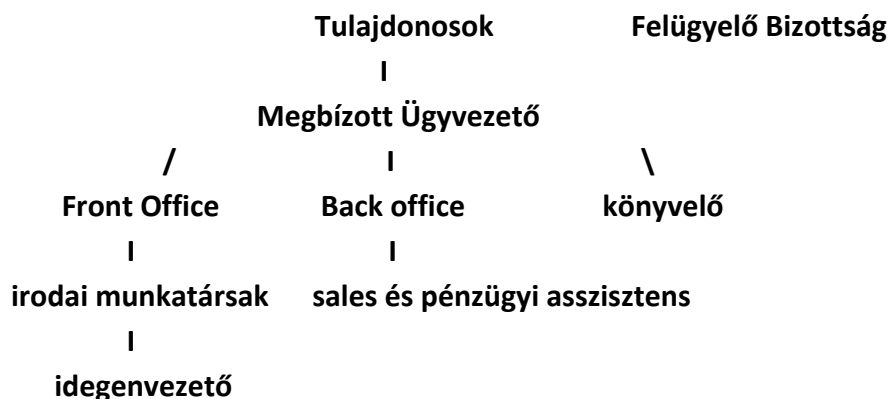 Tulajdonosok Felügyelő Bizottság
I
Megbízott Ügyvezető
/ I \
Front Office Back office könyvelő
I I
irodai munkatársak sales és pénzügyi asszisztens
I
idegenvezető